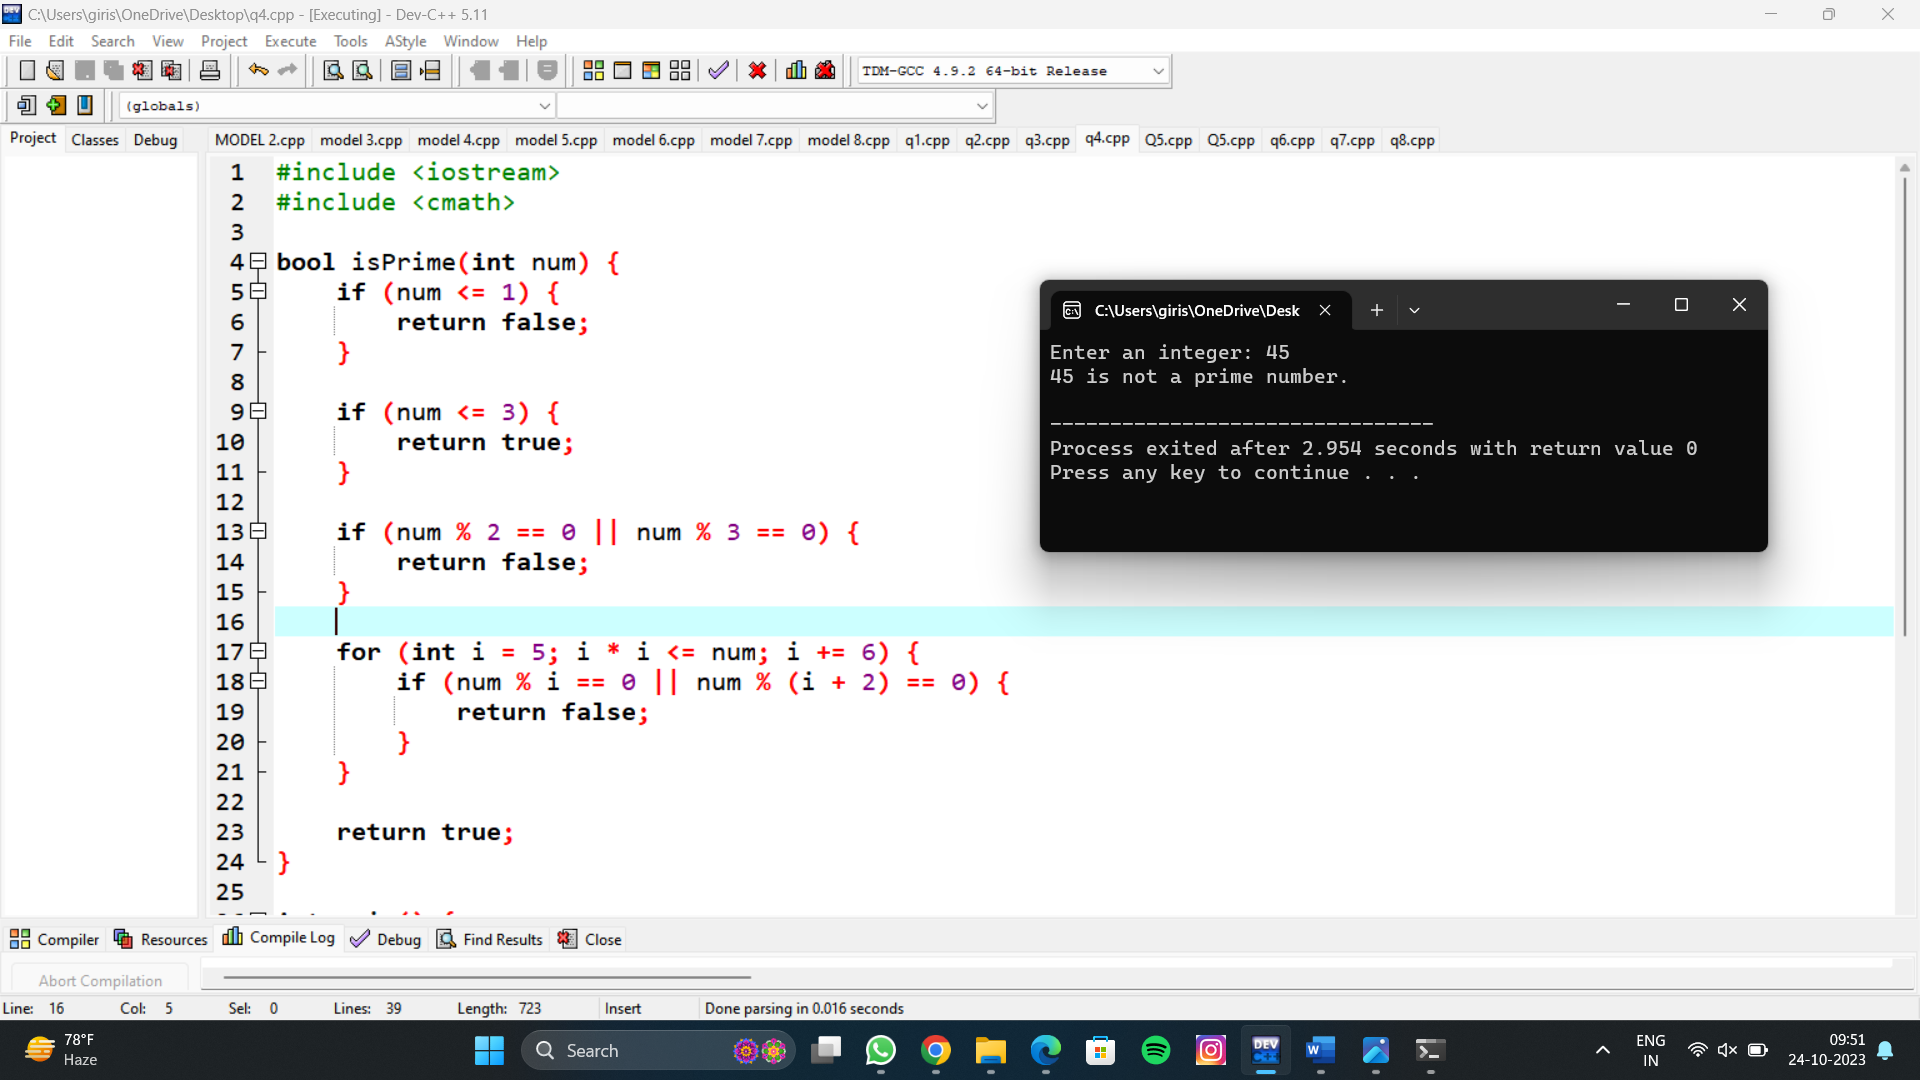 C:\Users\giris\OneDrive\Desktop\q4.cpp - [Executing] - Dev-C++ 5.11
File Edit Search View Project Execute Tools AStyle Window Help
TDM-GCC 4.9.2 64-bit Release
(globals)
Project Classes Debug MODEL 2.cpp model 3.cpp model 4.cpp model 5.cpp model 6.cpp model 7.cpp model 8.cpp q1.cpp q2.cpp q3.cpp q4.cpp Q5.cpp Q5.cpp q6.cpp q7.cpp q8.cpp
1 #include <iostream>
2 #include <cmath>
3
4 bool isPrime(int num) {
5 if (num <= 1) {
6 return false;
7 }
8
9 if (num <= 3) {
10 return true;
11 }
12
13 if (num % 2 == 0 || num % 3 == 0) {
14 return false;
15 }
16
17 for (int i = 5; i * i <= num; i += 6) {
18 if (num % i == 0 || num % (i + 2) == 0) {
19 return false;
20 }
21 }
22
23 return true;
24 }
25
C:\Users\giris\OneDrive\Desk
Enter an integer: 45
45 is not a prime number.
--------------------------------
Process exited after 2.954 seconds with return value 0
Press any key to continue . . .
Compiler Resources Compile Log Debug Find Results Close
Abort Compilation
Line: 16 Col: 5 Sel: 0 Lines: 39 Length: 723 Insert Done parsing in 0.016 seconds
78°F
Haze
Search
DEV
C++
W
ENG
IN
09:51
24-10-2023